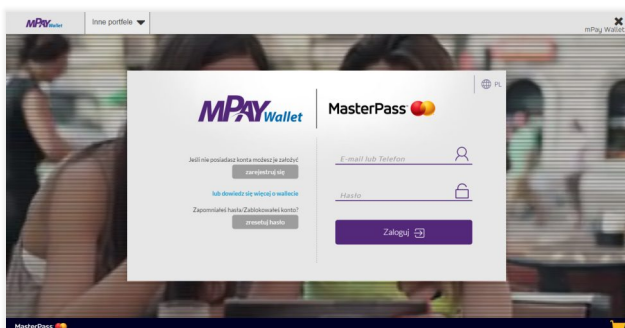 MPAY Wallet
Inne portfele
mPay Wallet
PL
MPAY Wallet
MasterPass
Jeśli nie posiadasz konta możesz je założyć
zarejestruj się
lub dowiedz się więcej o wallecie
Zapomniałeś hasła/Zablokowałeś konto?
zresetuj hasło
E-mail lub Telefon
Hasło
Zaloguj
MasterPass